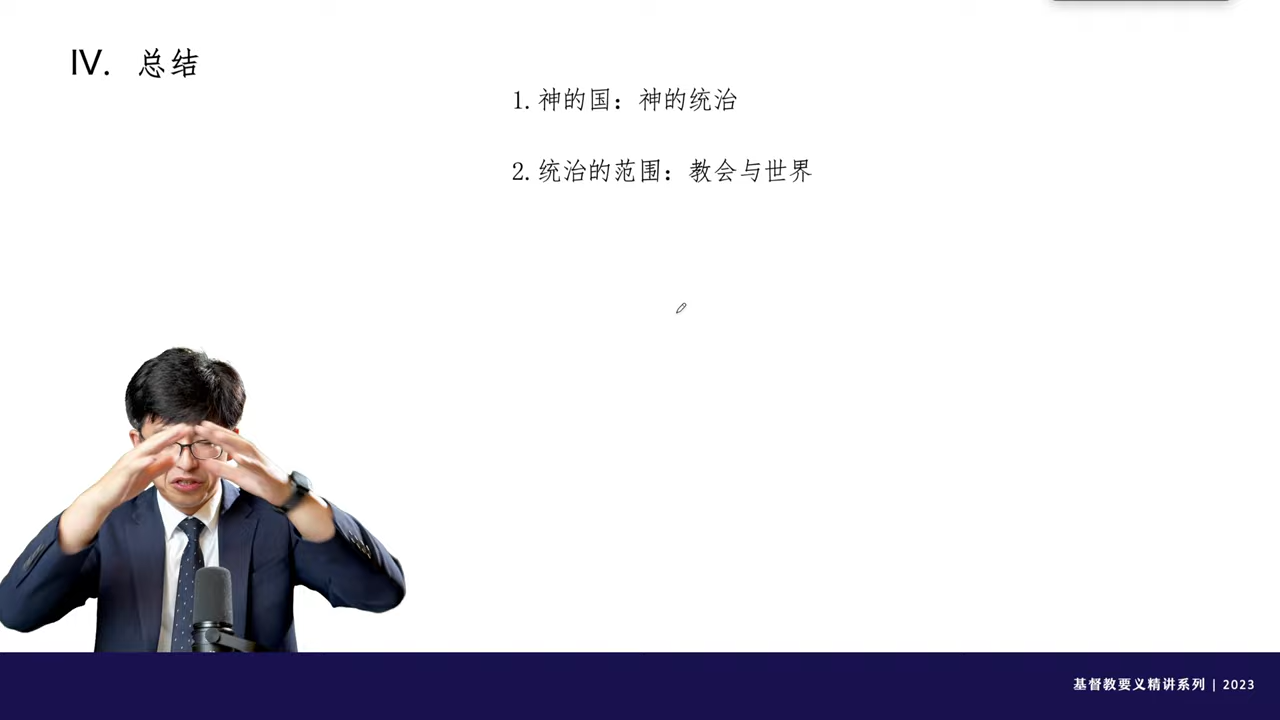 IV. 总结
1. 神的国：神的统治
2. 统治的范围：教会与世界
基督教要义精讲系列 | 2023